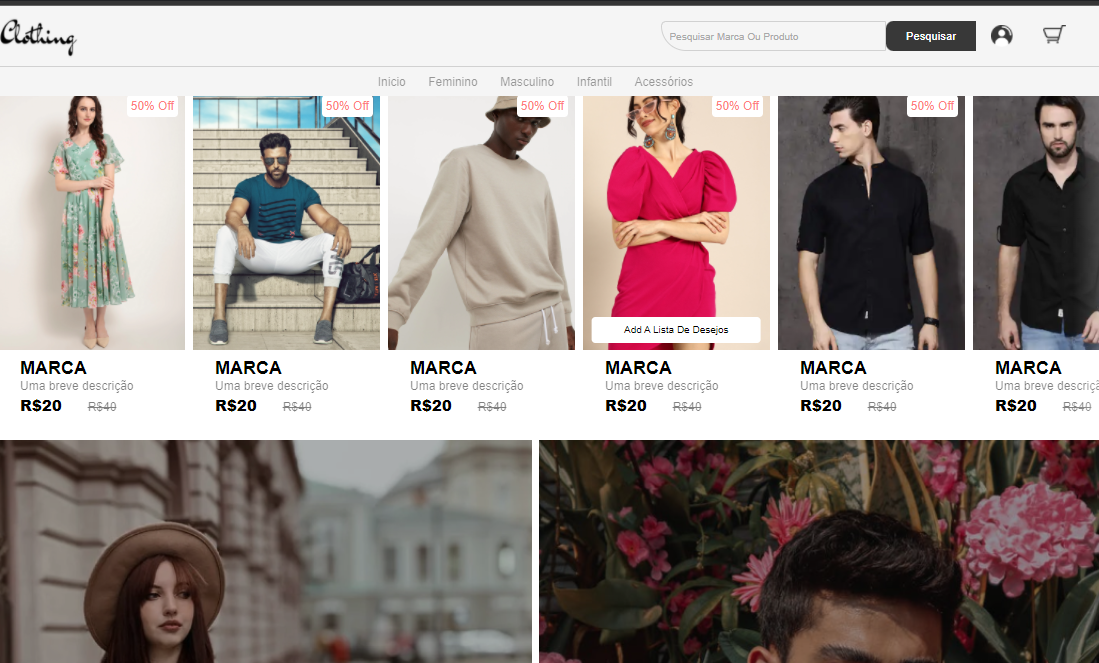 Clothing
Pesquisar Marca Ou Produto
Pesquisar
Inicio Feminino Masculino Infantil Acessórios
50% Off 50% Off 50% Off 50% Off 50% Off
Add A Lista De Desejos
MARCA MARCA MARCA MARCA MARCA MARCA
Uma breve descrição Uma breve descrição Uma breve descrição Uma breve descrição Uma breve descrição Uma breve
R$20 R$40 R$20 R$40 R$20 R$40 R$20 R$40 R$20 R$40 R$20 R$40